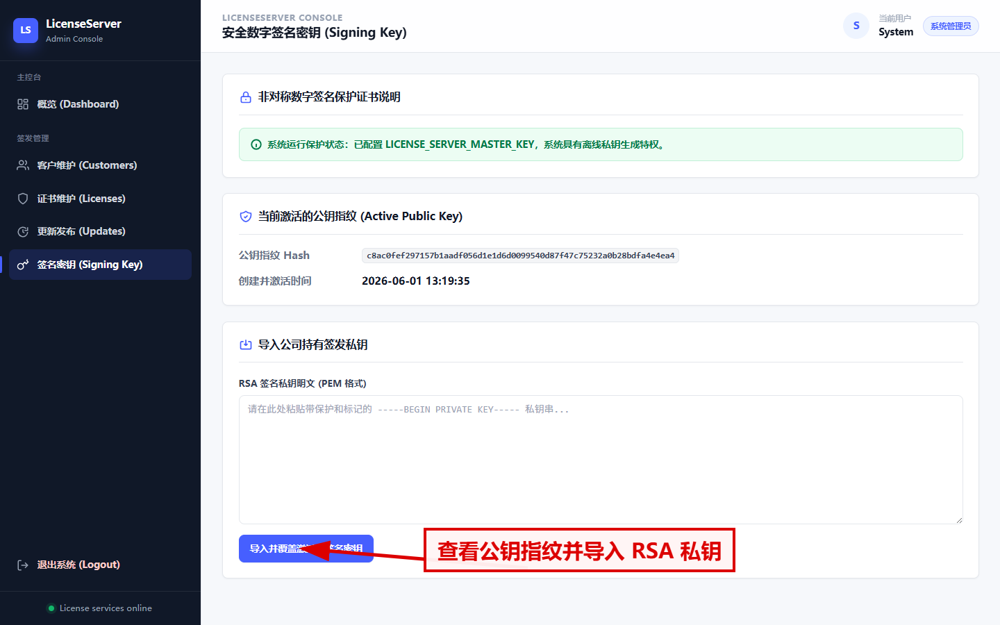 LS
LicenseServer
Admin Console
主控台
概览 (Dashboard)
签发管理
客户维护 (Customers)
证书维护 (Licenses)
更新发布 (Updates)
签名密钥 (Signing Key)
退出系统 (Logout)
License services online
LICENSESERVER CONSOLE
安全数字签名密钥 (Signing Key)
S
当前用户
System
系统管理员
非对称数字签名保护证书说明
系统运行保护状态：已配置 LICENSE_SERVER_MASTER_KEY，系统具有离线私钥生成特权。
当前激活的公钥指纹 (Active Public Key)
公钥指纹 Hash
c8ac0fef297157b1aadf056d1e1d6d0099540d87f47c75232a0b28bdfa4e4ea4
创建并激活时间
2026-06-01 13:19:35
导入公司持有签发私钥
RSA 签名私钥明文 (PEM 格式)
请在此处粘贴带保护和标记的 -----BEGIN PRIVATE KEY----- 私钥串...
导入并覆盖激 签名密钥
查看公钥指纹并导入 RSA 私钥